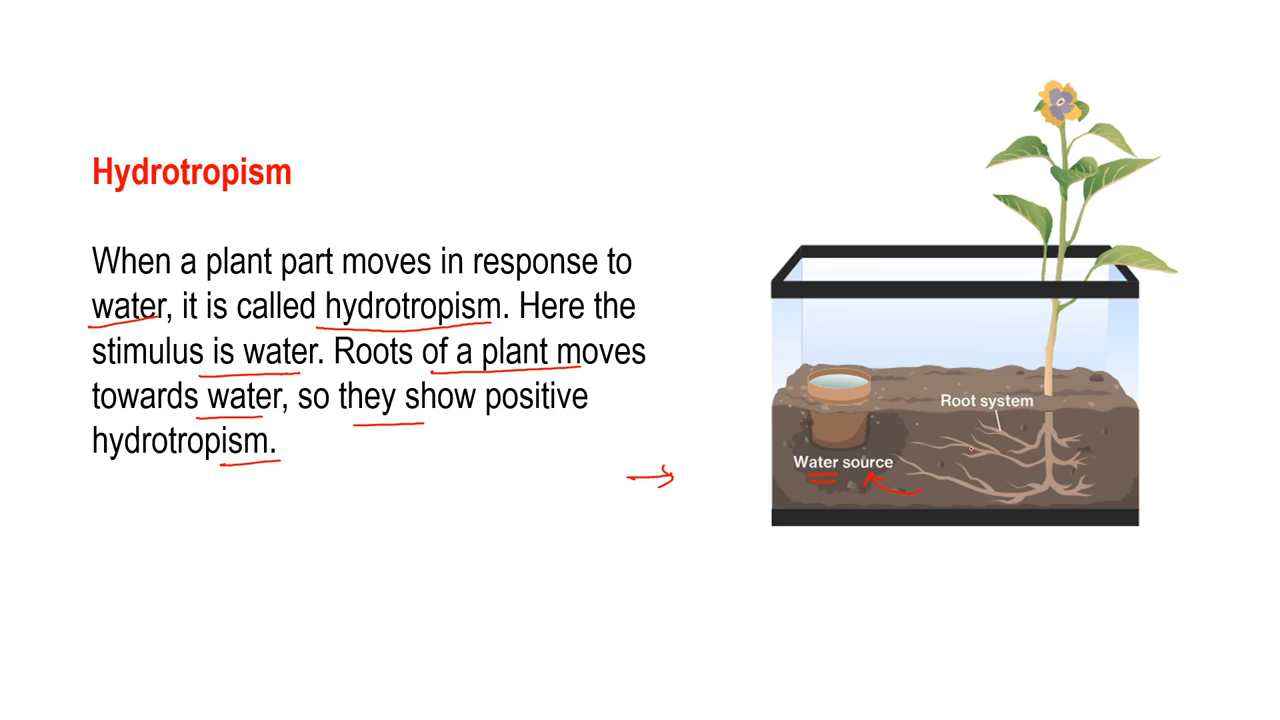 Hydrotropism
When a plant part moves in response to
water, it is called hydrotropism. Here the
stimulus is water. Roots of a plant moves
towards water, so they show positive
hydrotropism.
Root system
Water source